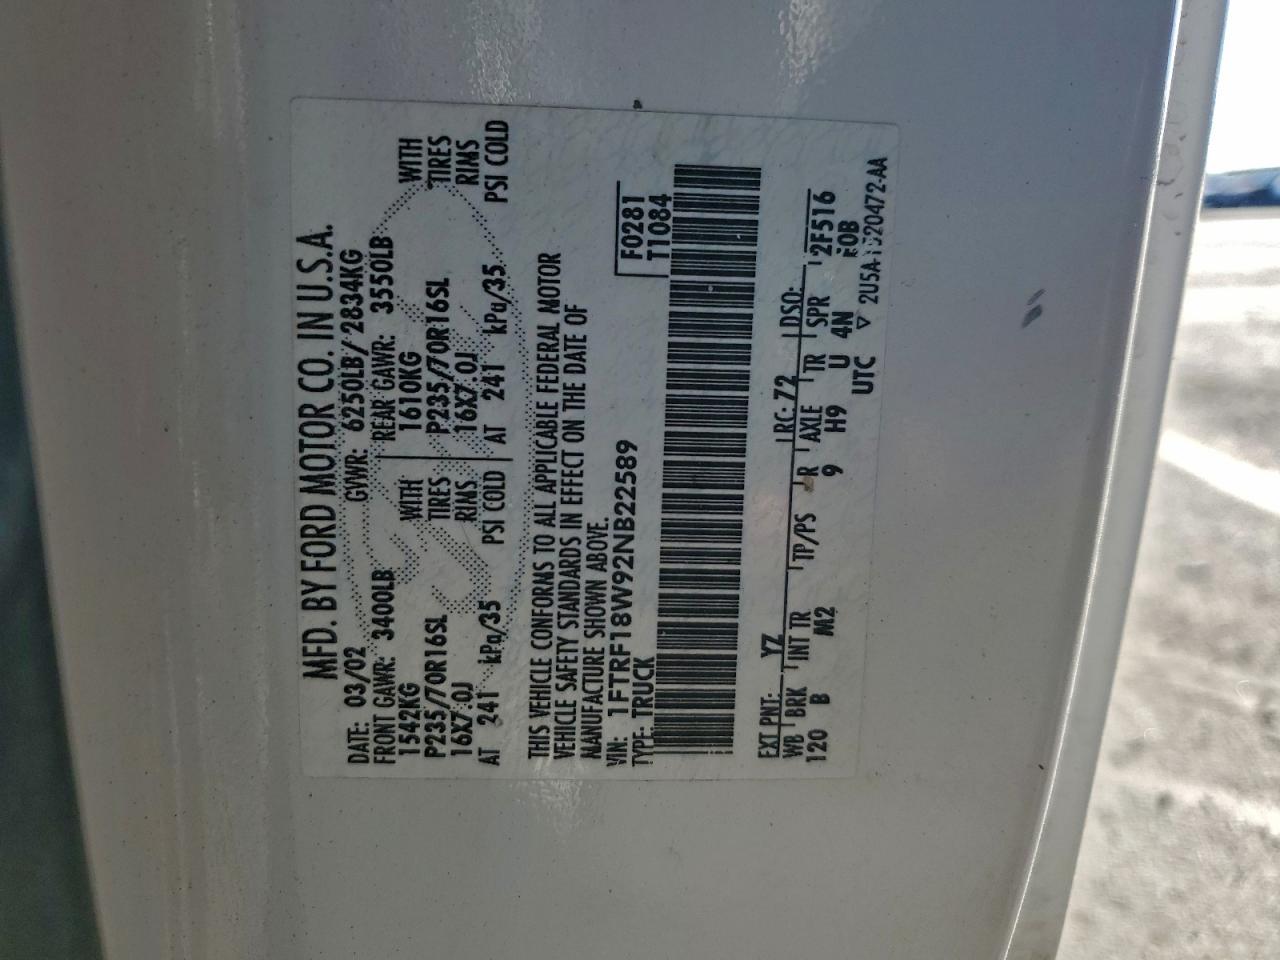 MFD. BY FORD MOTOR CO. IN U.S.A.
DATE: 03/02 GVWR: 6250LB/2834KG
FRONT GAWR: 3400LB REAR GAWR: 3550LB
1542KG WITH 1610KG WITH
P235/70R16SL TIRES P235/70R16SL TIRES
16X7.0J RIMS 16X7.0J RIMS
AT 241 kPa/35 PSI COLD AT 241 kPa/35 PSI COLD
THIS VEHICLE CONFORMS TO ALL APPLICABLE FEDERAL MOTOR
VEHICLE SAFETY STANDARDS IN EFFECT ON THE DATE OF
MANUFACTURE SHOWN ABOVE.
VIN: 1FTRF18W92NB22589 F0281
TYPE: TRUCK T1084
EXT PNT: YZ RC: 72 DSO:
WB BRK INT TR TP/PS R AXLE TR SPR 2F516
120 B M2 9 H9 U 4N
UTC